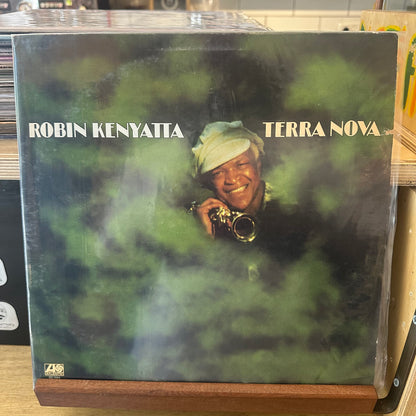 ROBIN KENYATTA TERRA NOVA